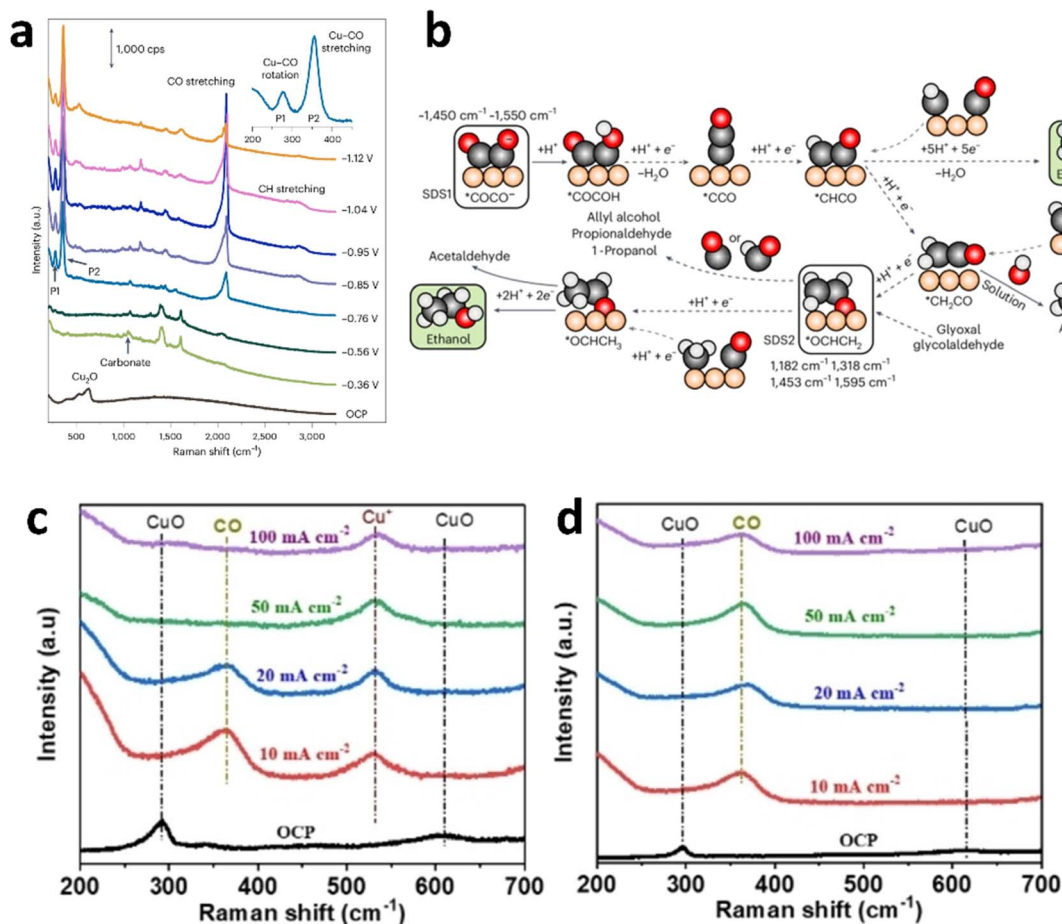 a
1,000 cps
Cu–CO
stretching
Cu–CO
rotation
P1
P2
200
300
400
CO stretching
CH stretching
P2
P1
Carbonate
Cu₂O
−1.12 V
−1.04 V
−0.95 V
−0.85 V
−0.76 V
−0.56 V
−0.36 V
OCP
Intensity (a.u.)
500
1,000
1,500
2,000
2,500
3,000
Raman shift (cm⁻¹)
b
−1,450 cm⁻¹ −1,550 cm⁻¹
SDS1
*COCO⁻
+H⁺
*COCOH
+H⁺ + e⁻
−H₂O
*CCO
+H⁺ + e⁻
*CHCO
+5H⁺ + 5e⁻
−H₂O
+H⁺ + e⁻
Allyl alcohol
Propionaldehyde
1-Propanol
or
*CH₂CO
Solution
+H⁺ + e⁻
Acetaldehyde
+2H⁺ + 2e⁻
Ethanol
*OCHCH₃
+H⁺ + e⁻
+H⁺ + e⁻
SDS2
*OCHCH₂
Glyoxal
glycolaldehyde
1,182 cm⁻¹ 1,318 cm⁻¹
1,453 cm⁻¹ 1,595 cm⁻¹
c
CuO
CO
Cu⁺
CuO
100 mA cm⁻²
50 mA cm⁻²
20 mA cm⁻²
10 mA cm⁻²
OCP
Intensity (a.u)
200
300
400
500
600
700
Raman shift (cm⁻¹)
d
CuO
CO
CuO
100 mA cm⁻²
50 mA cm⁻²
20 mA cm⁻²
10 mA cm⁻²
OCP
Intensity (a.u.)
200
300
400
500
600
700
Raman shift (cm⁻¹)